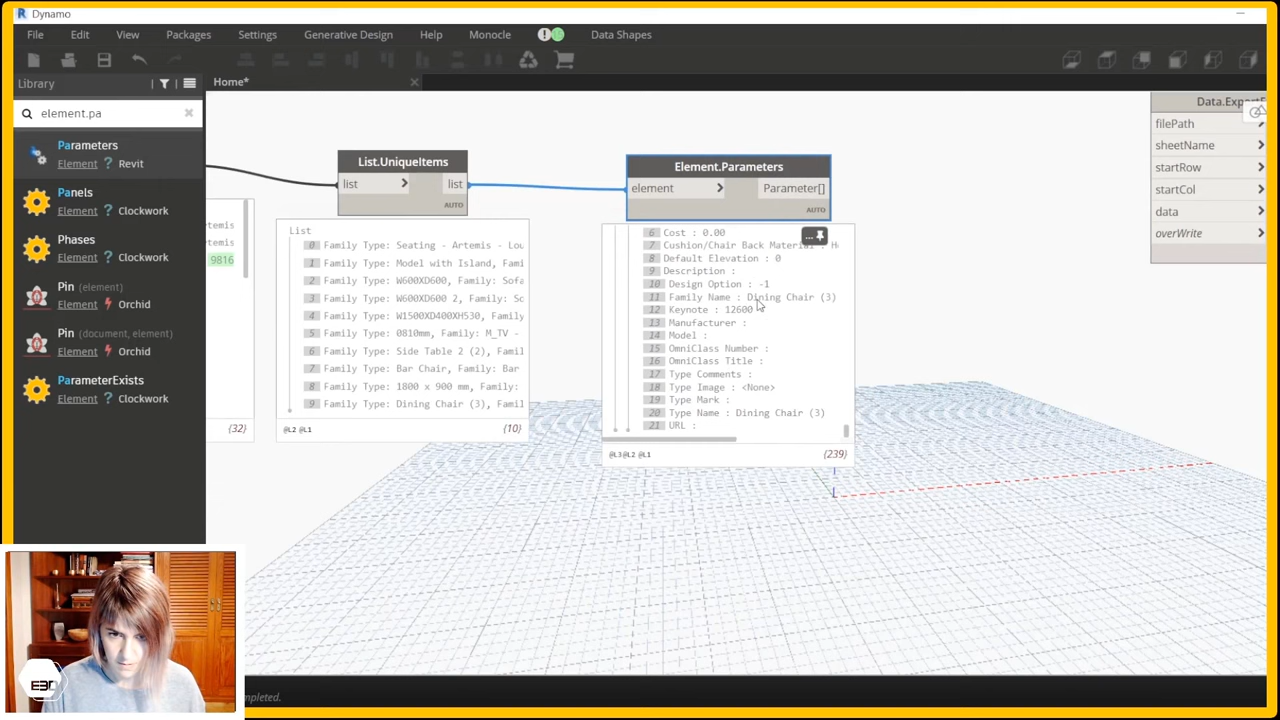 Dynamo
File Edit View Packages Settings Generative Design Help Monocle Data Shapes
Library
Home*
element.pa
Parameters
Element ? Revit
Panels
Element ? Clockwork
Phases
Element ? Clockwork
Pin (element)
Element ? Orchid
Pin (document, element)
Element ? Orchid
ParameterExists
Element ? Clockwork
temis
temis
9816
{32}
List.UniqueItems
list > list
AUTO
List
0 Family Type: Seating - Artemis - Lou
1 Family Type: Model with Island, Fami
2 Family Type: W600XD600, Family: Sofa
3 Family Type: W600XD600 2, Family: Sc
4 Family Type: W1500XD400XH530, Family
5 Family Type: 0810mm, Family: M_TV -
6 Family Type: Side Table 2 (2), Famil
7 Family Type: Bar Chair, Family: Bar
8 Family Type: 1800 x 900 mm, Family:
9 Family Type: Dining Chair (3), Famil
@L2 @L1 {10}
Element.Parameters
element > Parameter[]
AUTO
6 Cost : 0.00
7 Cushion/Chair Back Mater
8 Default Elevation : 0
9 Description :
10 Design Option : -1
11 Family Name : Dining Chair (3)
12 Keynote : 12600
13 Manufacturer :
14 Model :
15 OmniClass Number :
16 OmniClass Title :
17 Type Comments :
18 Type Image : <None>
19 Type Mark :
20 Type Name : Dining Chair (3)
21 URL :
@L3@L2 @L1 {239}
Data.ExportE
filePath >
sheetName >
startRow >
startCol >
data >
overWrite >
mpleted.
E3D